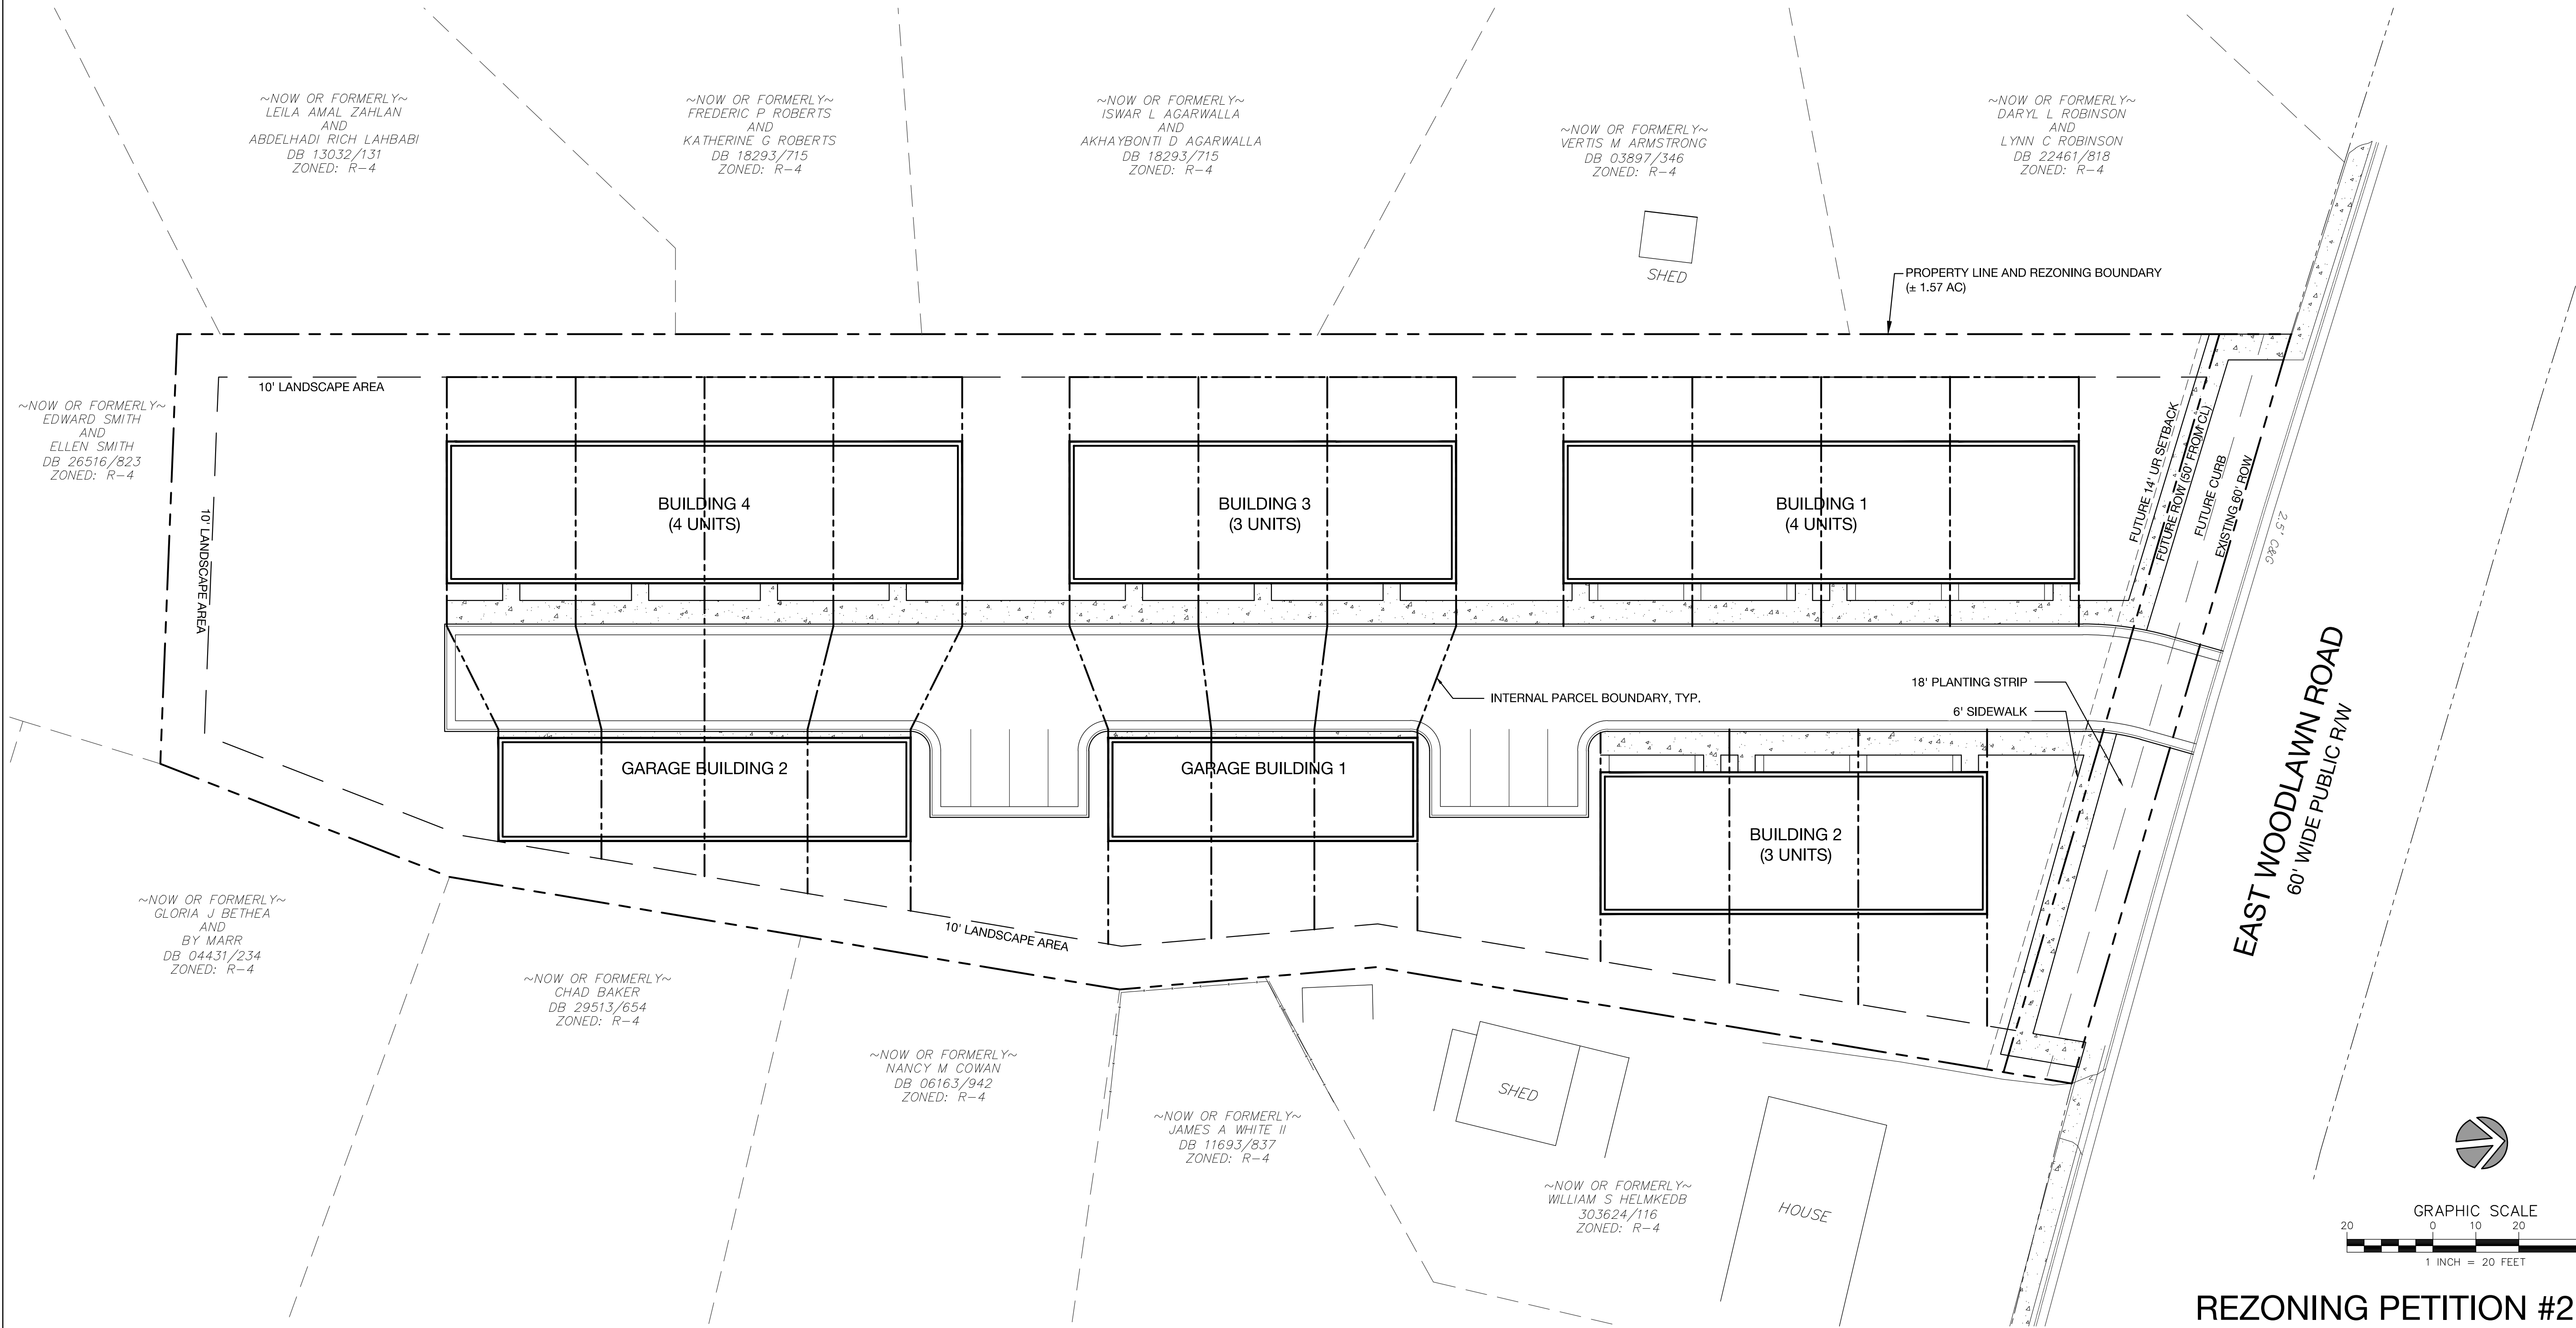 ~NOW OR FORMERLY~
LEILA AMAL ZAHLAN
AND
ABDELHADI RICH LAHBABI
DB 13032/131
ZONED: R-4
~NOW OR FORMERLY~
FREDERIC P ROBERTS
AND
KATHERINE G ROBERTS
DB 18293/715
ZONED: R-4
~NOW OR FORMERLY~
ISWAR L AGARWALLA
AND
AKHAYBONTI D AGARWALLA
DB 18293/715
ZONED: R-4
~NOW OR FORMERLY~
VERTIS M ARMSTRONG
DB 03897/346
ZONED: R-4
~NOW OR FORMERLY~
DARYL L ROBINSON
AND
LYNN C ROBINSON
DB 22461/818
ZONED: R-4
SHED
PROPERTY LINE AND REZONING BOUNDARY
(± 1.57 AC)
10' LANDSCAPE AREA
~NOW OR FORMERLY~
EDWARD SMITH
AND
ELLEN SMITH
DB 26516/823
ZONED: R-4
10' LANDSCAPE AREA
BUILDING 4
(4 UNITS)
BUILDING 3
(3 UNITS)
BUILDING 1
(4 UNITS)
FUTURE 14' UR SETBACK
FUTURE ROW (50' FROM CL)
FUTURE CURB
EXISTING 60' ROW
2.5' C&G
INTERNAL PARCEL BOUNDARY, TYP.
18' PLANTING STRIP
6' SIDEWALK
EAST WOODLAWN ROAD
60' WIDE PUBLIC R/W
GARAGE BUILDING 2
GARAGE BUILDING 1
BUILDING 2
(3 UNITS)
10' LANDSCAPE AREA
~NOW OR FORMERLY~
GLORIA J BETHEA
AND
BY MARR
DB 04431/234
ZONED: R-4
~NOW OR FORMERLY~
CHAD BAKER
DB 29513/654
ZONED: R-4
~NOW OR FORMERLY~
NANCY M COWAN
DB 06163/942
ZONED: R-4
~NOW OR FORMERLY~
JAMES A WHITE II
DB 11693/837
ZONED: R-4
SHED
~NOW OR FORMERLY~
WILLIAM S HELMKEDB
303624/116
ZONED: R-4
HOUSE
GRAPHIC SCALE
20 0 10 20
1 INCH = 20 FEET
REZONING PETITION #2